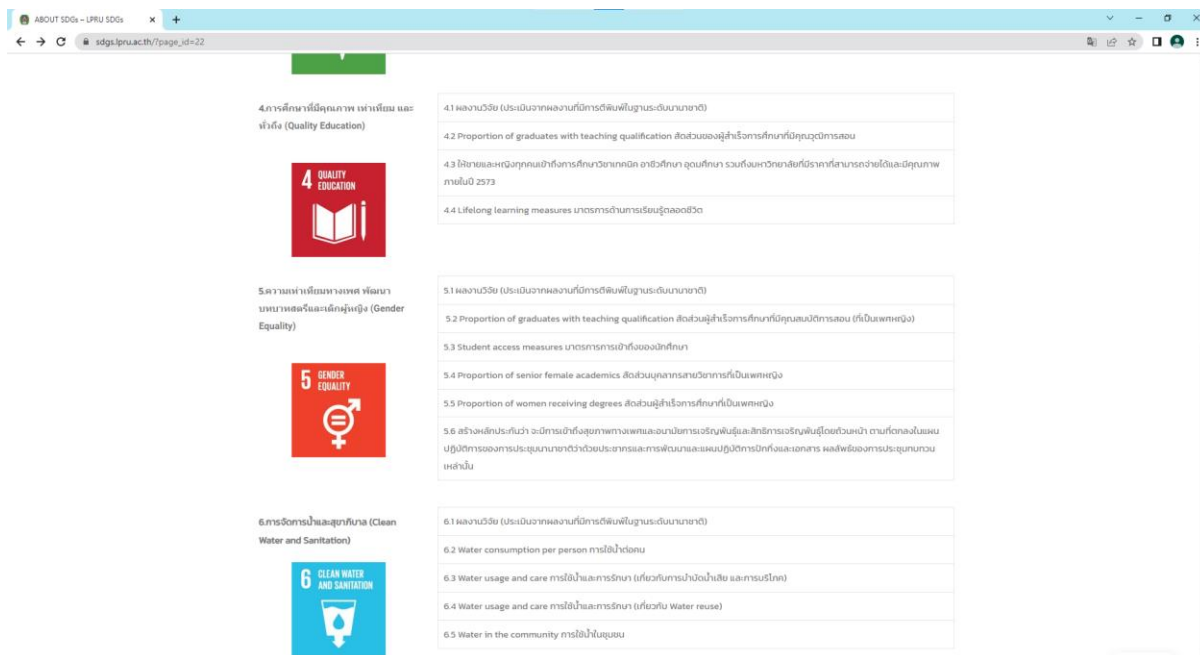 ABOUT SDGs – LPRU SDGs
sdgs.lpru.ac.th/?page_id=22
4.การศึกษาที่มีคุณภาพ เท่าเทียม และ
ทั่วถึง (Quality Education)
4 QUALITY
EDUCATION
4.1 ผลงานวิจัย (ประเมินจากผลงานที่มีการตีพิมพ์ในฐานระดับนานาชาติ)
4.2 Proportion of graduates with teaching qualification สัดส่วนของผู้สำเร็จการศึกษาที่มีคุณวุฒิการสอน
4.3 ให้ชายและหญิงทุกคนเข้าถึงการศึกษาวิชาเทคนิค อาชีวศึกษา อุดมศึกษา รวมถึงมหาวิทยาลัยที่มีราคาที่สามารถจ่ายได้และมีคุณภาพ
ภายในปี 2573
4.4 Lifelong learning measures มาตรการด้านการเรียนรู้ตลอดชีวิต
5.ความเท่าเทียมทางเพศ พัฒนา
บทบาทสตรีและเด็กผู้หญิง (Gender
Equality)
5 GENDER
EQUALITY
5.1 ผลงานวิจัย (ประเมินจากผลงานที่มีการตีพิมพ์ในฐานระดับนานาชาติ)
5.2 Proportion of graduates with teaching qualification สัดส่วนผู้สำเร็จการศึกษาที่มีคุณสมบัติการสอน (ที่เป็นเพศหญิง)
5.3 Student access measures มาตรการการเข้าถึงของนักศึกษา
5.4 Proportion of senior female academics สัดส่วนบุคลากรสายวิชาการที่เป็นเพศหญิง
5.5 Proportion of women receiving degrees สัดส่วนผู้สำเร็จการศึกษาที่เป็นเพศหญิง
5.6 สร้างหลักประกันว่า จะมีการเข้าถึงสุขภาพทางเพศและอนามัยการเจริญพันธุ์และสิทธิการเจริญพันธุ์โดยถ้วนหน้า ตามที่ตกลงในแผน
ปฏิบัติการของการประชุมนานาชาติว่าด้วยประชากรและการพัฒนาและแผนปฏิบัติการปักกิ่งและเอกสาร ผลลัพธ์ของการประชุมทบทวน
เหล่านั้น
6.การจัดการน้ำและสุขาภิบาล (Clean
Water and Sanitation)
6 CLEAN WATER
AND SANITATION
6.1 ผลงานวิจัย (ประเมินจากผลงานที่มีการตีพิมพ์ในฐานระดับนานาชาติ)
6.2 Water consumption per person การใช้น้ำต่อคน
6.3 Water usage and care การใช้น้ำและการรักษา (เกี่ยวกับการบำบัดน้ำเสีย และการบริโภค)
6.4 Water usage and care การใช้น้ำและการรักษา (เกี่ยวกับ Water reuse)
6.5 Water in the community การใช้น้ำในชุมชน